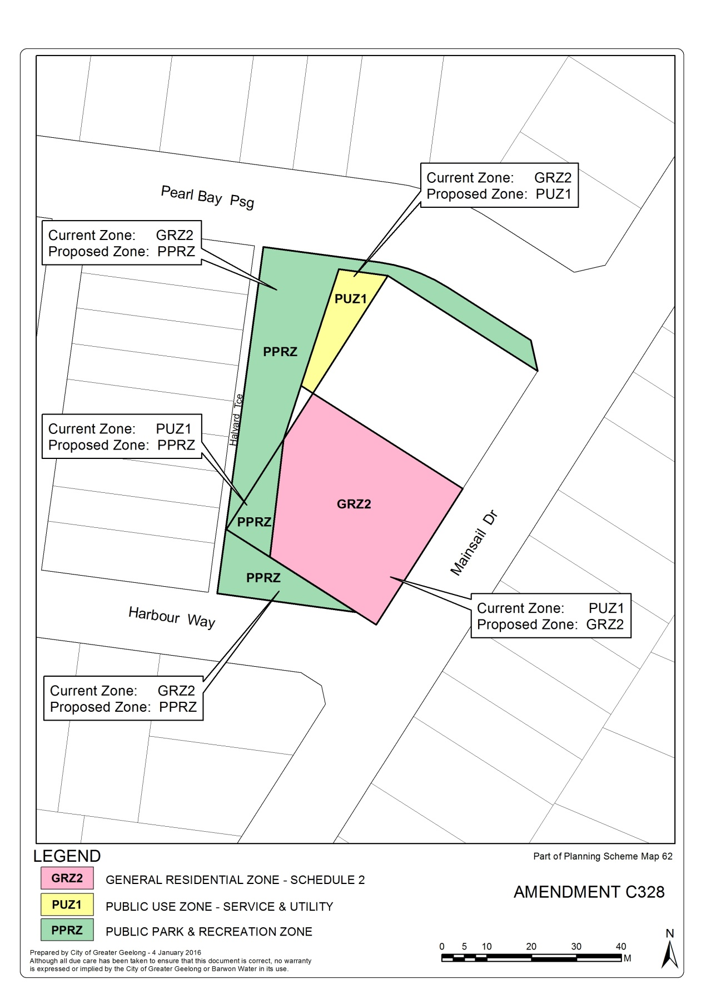 Current Zone: GRZ2
Proposed Zone: PUZ1
Pearl Bay Psg
Current Zone: GRZ2
Proposed Zone: PPRZ
PUZ1
PPRZ
Halyard Tce
Current Zone: PUZ1
Proposed Zone: PPRZ
GRZ2
PPRZ
Mainsail Dr
PPRZ
Current Zone: PUZ1
Proposed Zone: GRZ2
Harbour Way
Current Zone: GRZ2
Proposed Zone: PPRZ
LEGEND
Part of Planning Scheme Map 62
GRZ2 GENERAL RESIDENTIAL ZONE - SCHEDULE 2
AMENDMENT C328
PUZ1 PUBLIC USE ZONE - SERVICE & UTILITY
PPRZ PUBLIC PARK & RECREATION ZONE
N
0 5 10 20 30 40
M
Prepared by City of Greater Geelong - 4 January 2016
Although all due care has been taken to ensure that this document is correct, no warranty
is expressed or implied by the City of Greater Geelong or Barwon Water in its use.